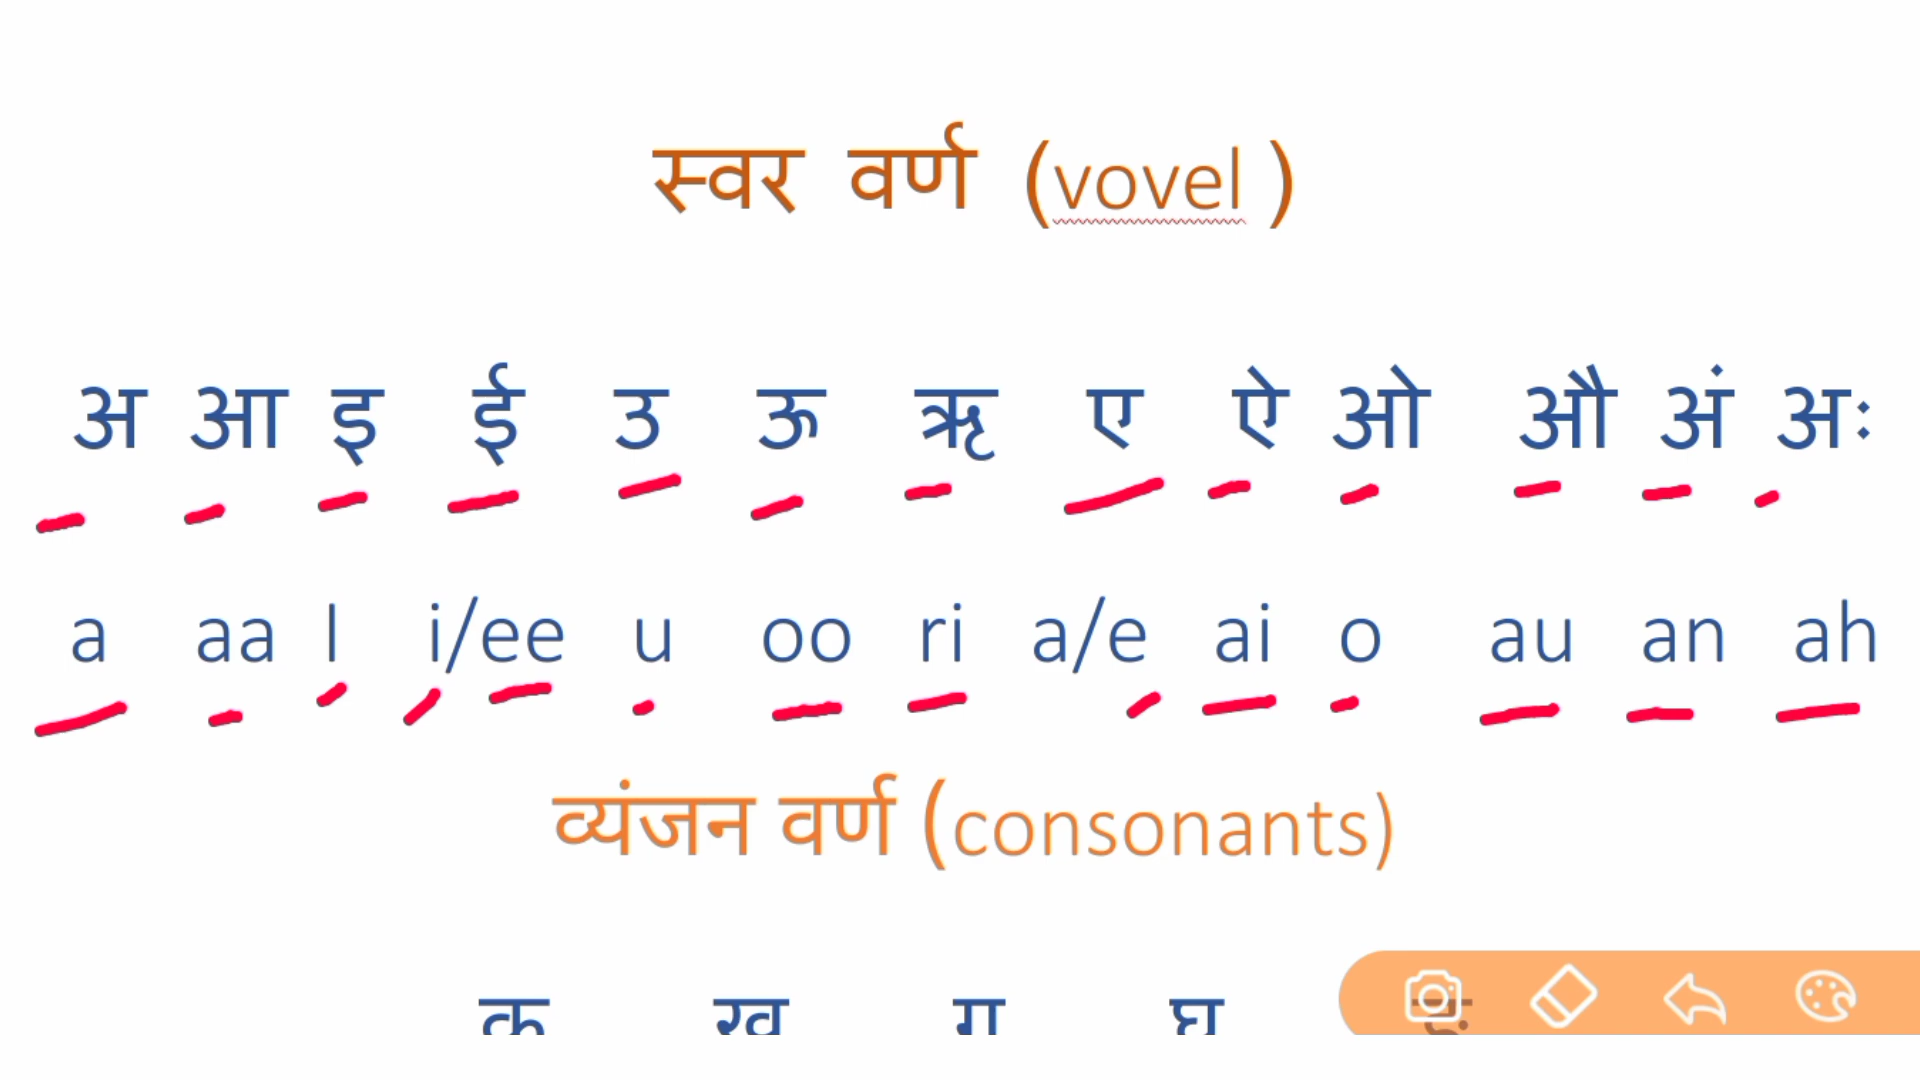 स्वर वर्ण (vovel )
अ आ इ ई उ ऊ ऋ ए ऐ ओ औ अं अः
a aa I i/ee u oo ri a/e ai o au an ah
व्यंजन वर्ण (consonants)
क ख ग घ